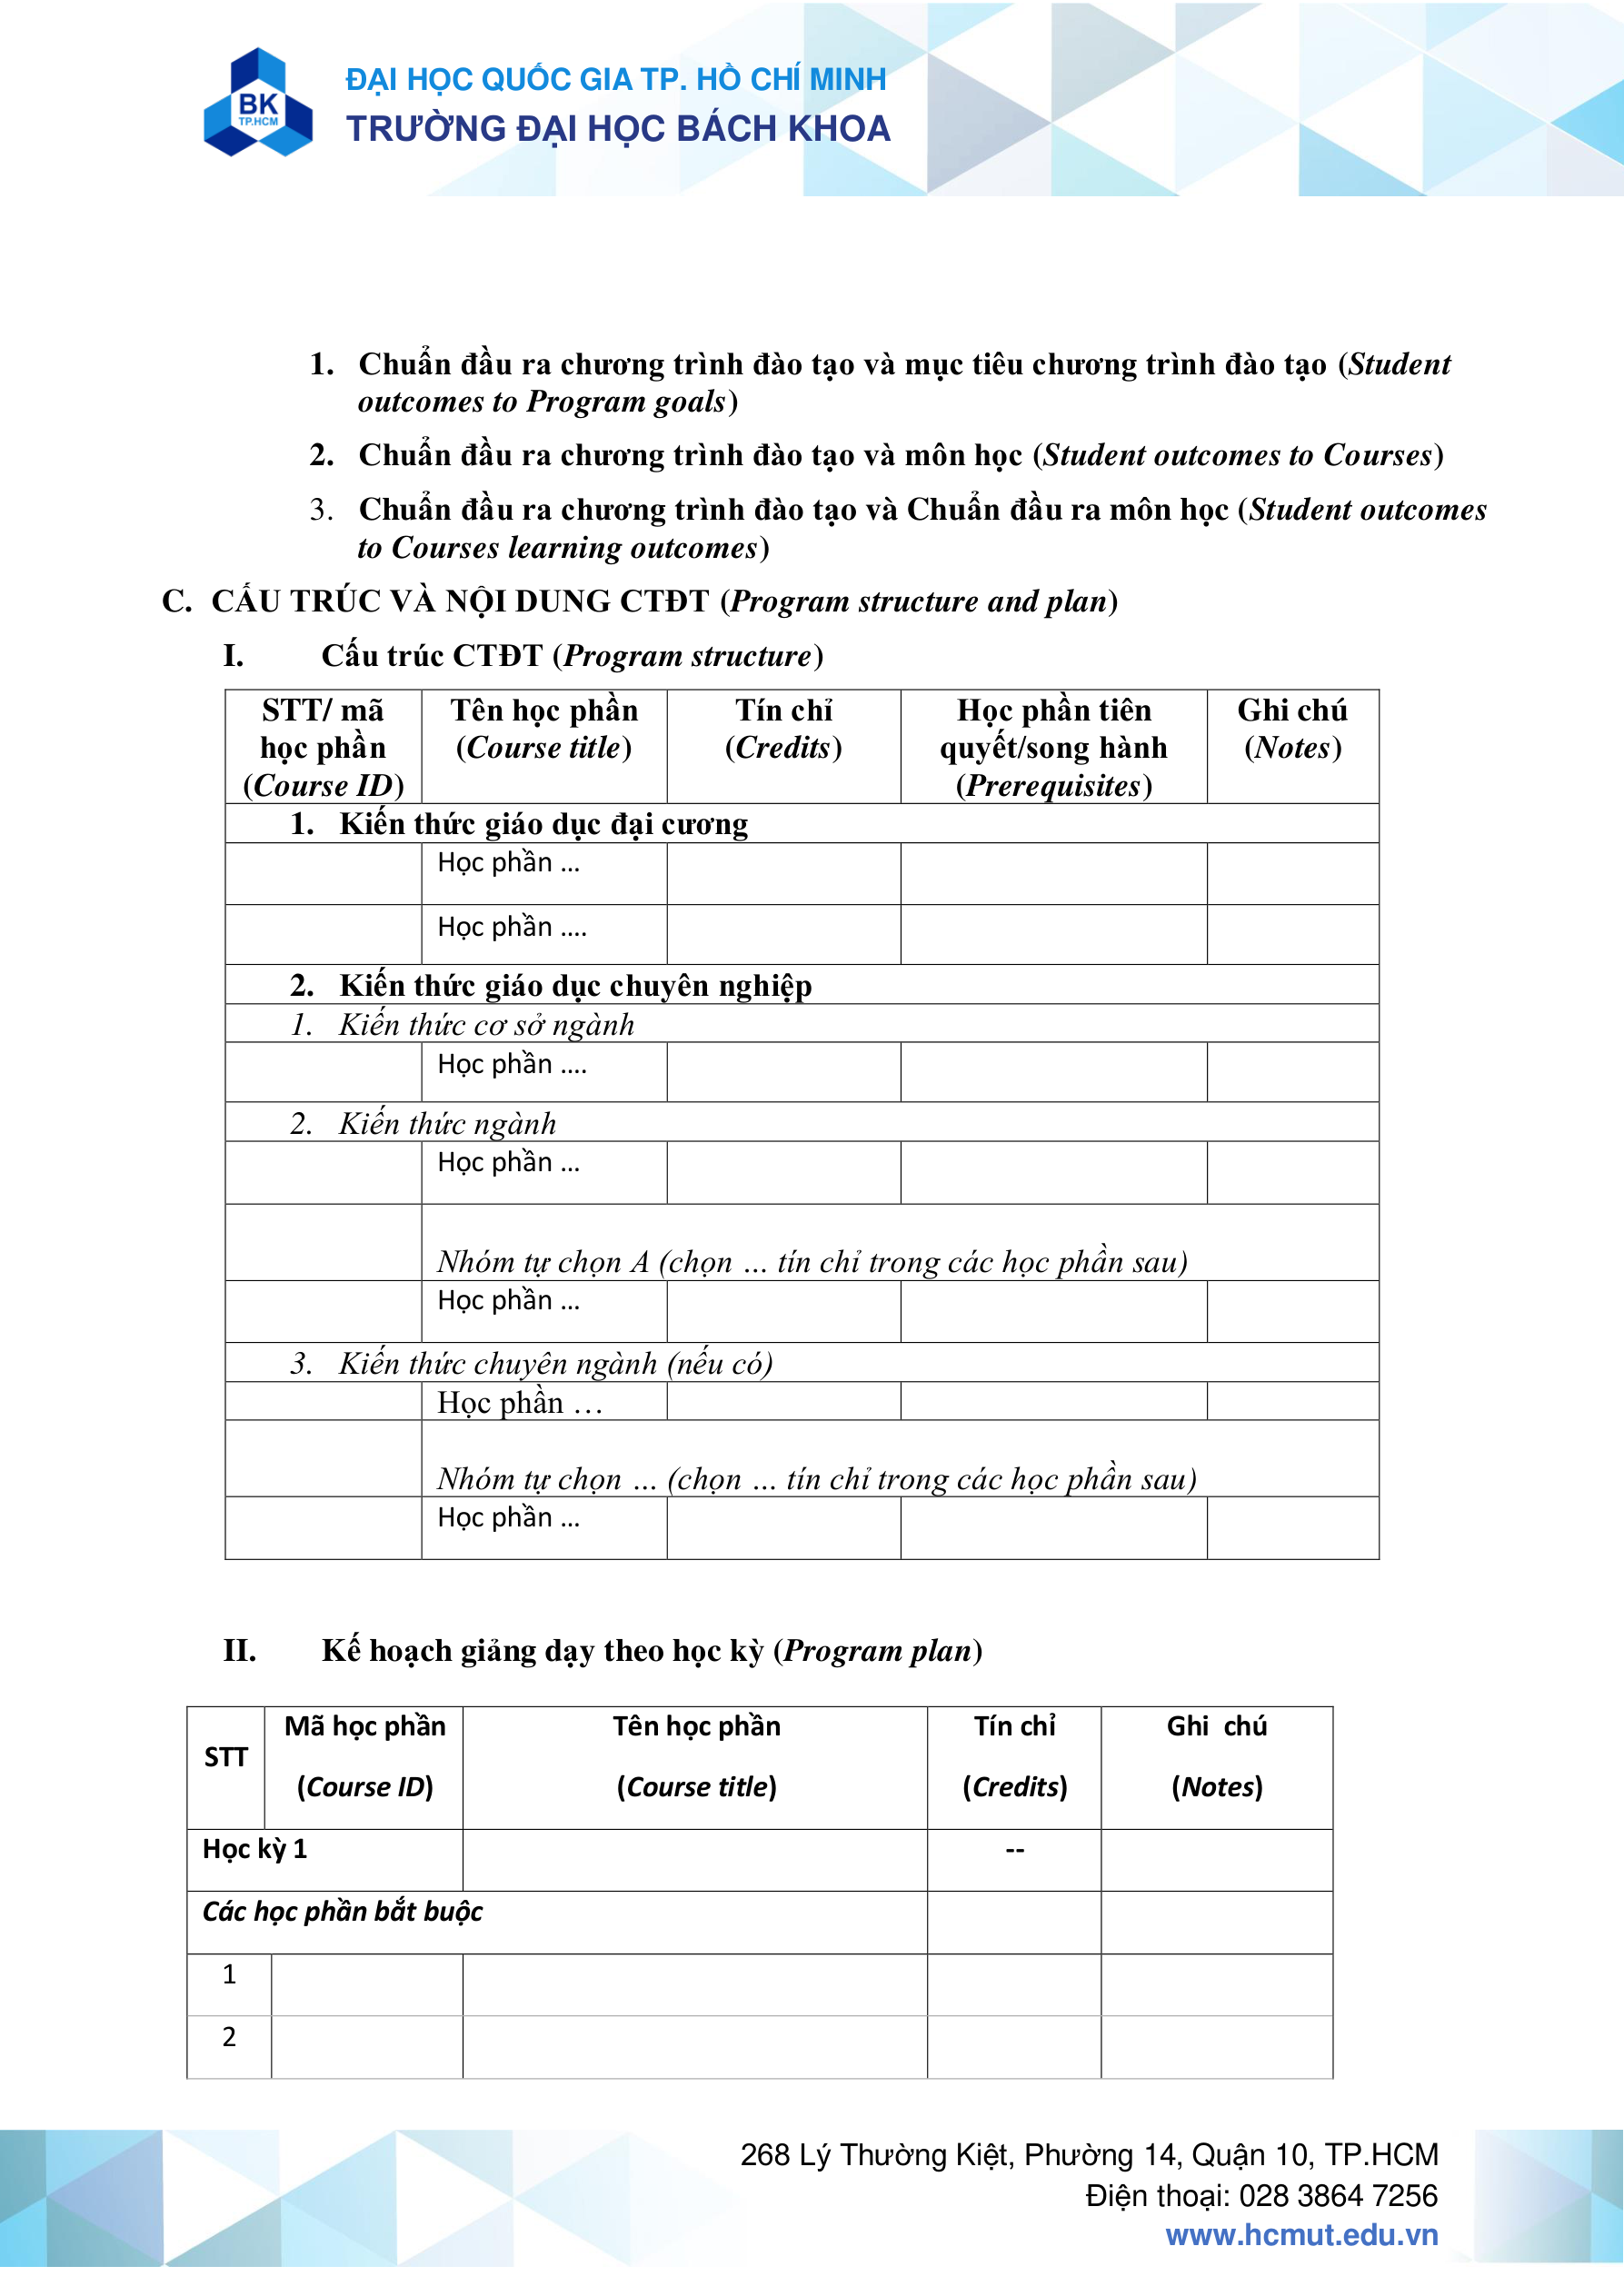 BK
TP.HCM
ĐẠI HỌC QUỐC GIA TP. HỒ CHÍ MINH
TRƯỜNG ĐẠI HỌC BÁCH KHOA
1. Chuẩn đầu ra chương trình đào tạo và mục tiêu chương trình đào tạo (Student
outcomes to Program goals)
2. Chuẩn đầu ra chương trình đào tạo và môn học (Student outcomes to Courses)
3. Chuẩn đầu ra chương trình đào tạo và Chuẩn đầu ra môn học (Student outcomes
to Courses learning outcomes)
C. CẤU TRÚC VÀ NỘI DUNG CTĐT (Program structure and plan)
I. Cấu trúc CTĐT (Program structure)
STT/ mã học phần (Course ID) Tên học phần (Course title) Tín chỉ (Credits) Học phần tiên quyết/song hành (Prerequisites) Ghi chú (Notes)
1. Kiến thức giáo dục đại cương
Học phần ...
Học phần ....
2. Kiến thức giáo dục chuyên nghiệp
1. Kiến thức cơ sở ngành
Học phần ....
2. Kiến thức ngành
Học phần ...
Nhóm tự chọn A (chọn ... tín chỉ trong các học phần sau)
Học phần ...
3. Kiến thức chuyên ngành (nếu có)
Học phần ...
Nhóm tự chọn ... (chọn ... tín chỉ trong các học phần sau)
Học phần ...
II. Kế hoạch giảng dạy theo học kỳ (Program plan)
STT Mã học phần (Course ID) Tên học phần (Course title) Tín chỉ (Credits) Ghi chú (Notes)
Học kỳ 1 --
Các học phần bắt buộc
1
2
268 Lý Thường Kiệt, Phường 14, Quận 10, TP.HCM
Điện thoại: 028 3864 7256
www.hcmut.edu.vn